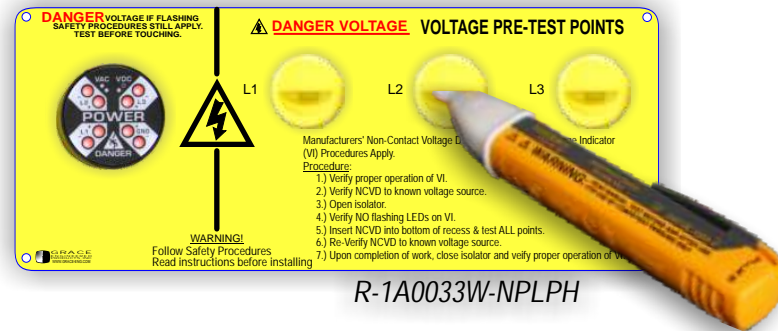 DANGER VOLTAGE IF FLASHING
SAFETY PROCEDURES STILL APPLY.
TEST BEFORE TOUCHING.
VAC VDC
L2 L3
POWER
L1 GND
DANGER
WARNING!
Follow Safety Procedures
Read instructions before installing
GRACE
DANGER VOLTAGE VOLTAGE PRE-TEST POINTS
L1 L2 L3
Manufacturers' Non-Contact Voltage D Indicator
(VI) Procedures Apply.
Procedure:
1.) Verify proper operation of VI.
2.) Verify NCVD to known voltage source.
3.) Open isolator.
4.) Verify NO flashing LEDs on VI.
5.) Insert NCVD into bottom of recess & test ALL points.
6.) Re-Verify NCVD to known voltage source.
7.) Upon completion of work, close isolator and veify proper operation of
WARNING
R-1A0033W-NPLPH